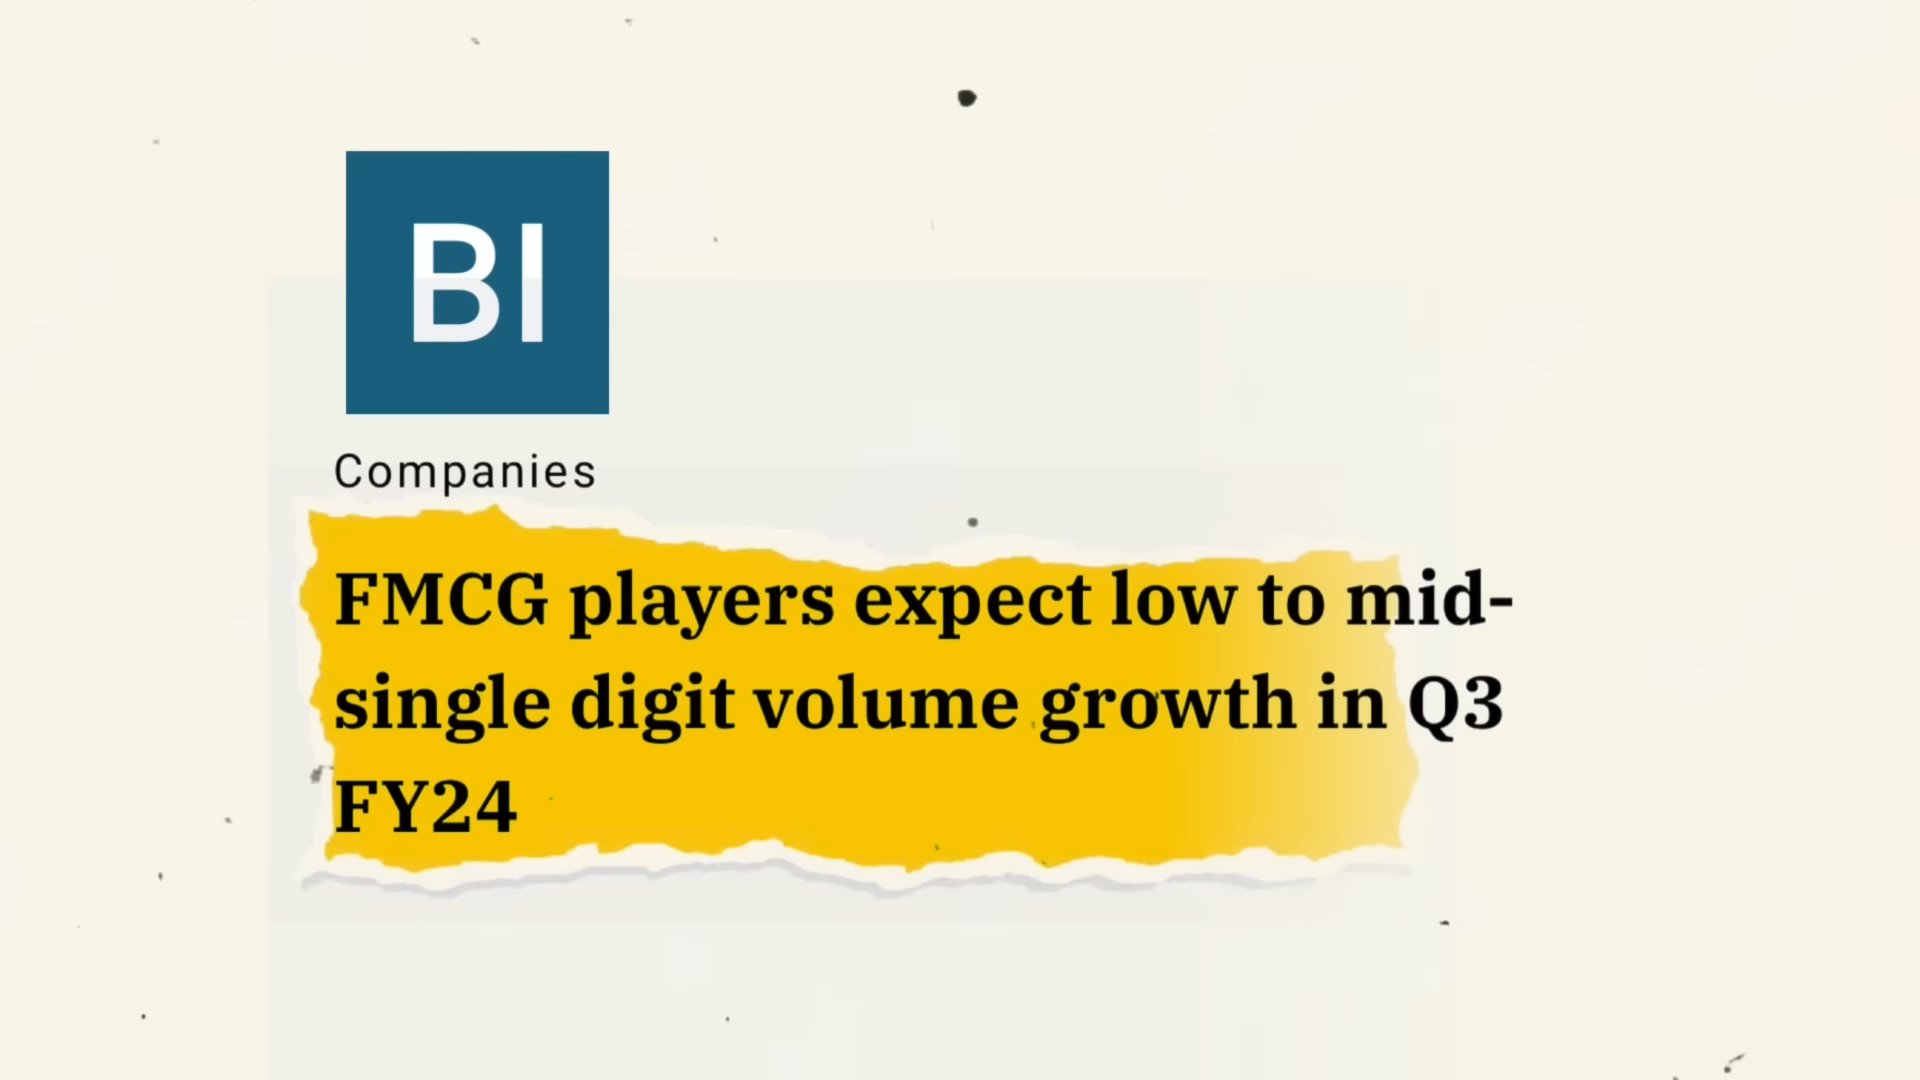 BI
Companies
FMCG players expect low to mid-
single digit volume growth in Q3
FY24